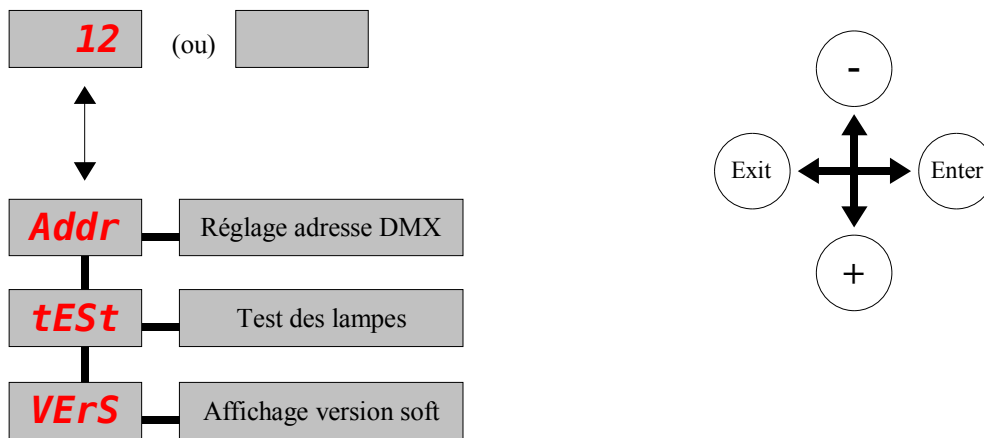 12 (ou)
-
Exit Enter
+
Addr Réglage adresse DMX
tESt Test des lampes
VErS Affichage version soft